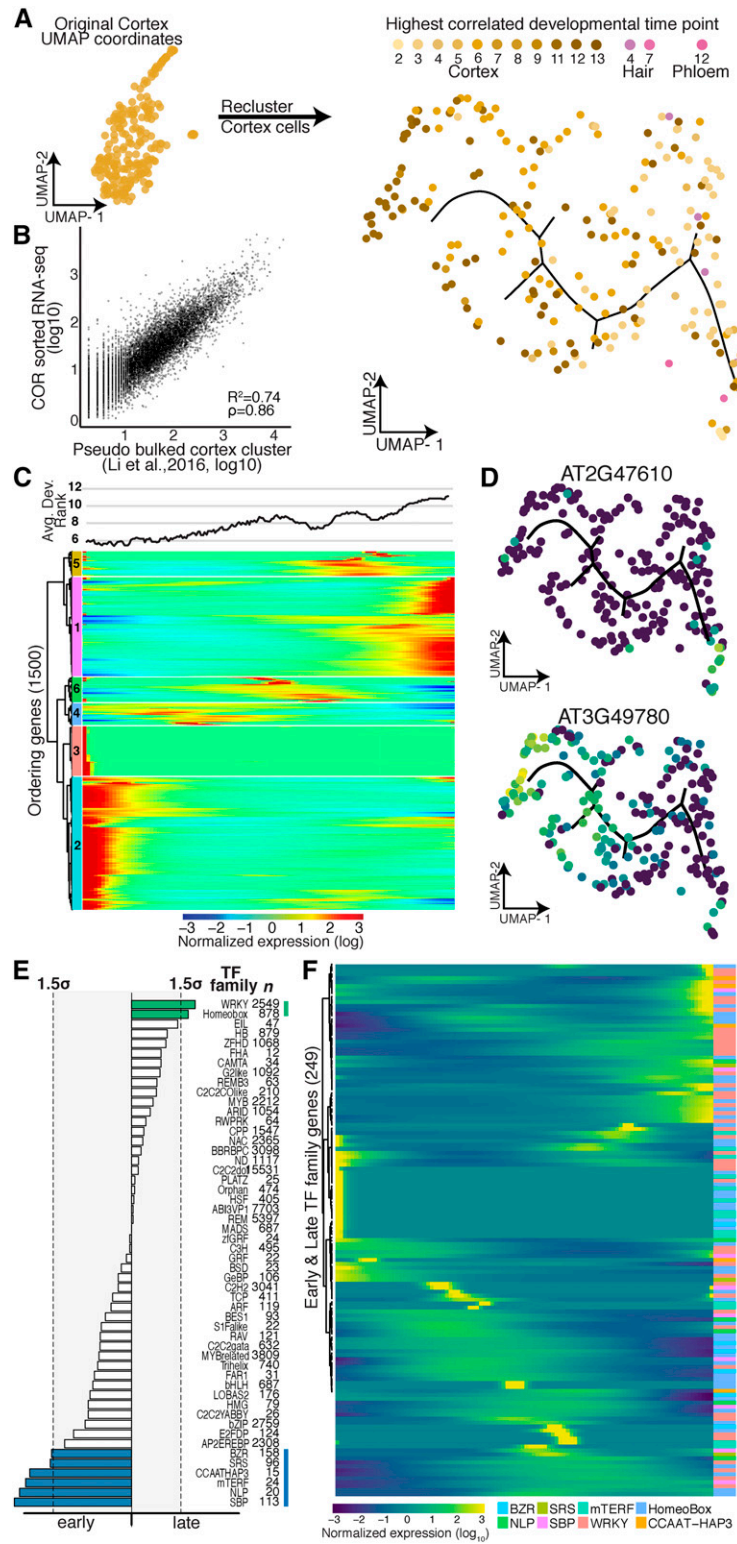 A
Original Cortex
UMAP coordinates
UMAP-2
UMAP- 1
Recluster
Cortex cells
Highest correlated developmental time point
2 3 4 5 6 7 8 9 11 12 13 4 7 12
Cortex Hair Phloem
UMAP-2
UMAP- 1
B
COR sorted RNA-seq
(log10)
3
2
1
0
1 2 3 4
R²=0.74
ρ=0.86
Pseudo bulked cortex cluster
(Li et al.,2016, log10)
C
Avg. Dev.
Rank
12
10
8
6
Ordering genes (1500)
5
1
6
4
3
2
−3 −2 −1 0 1 2 3
Normalized expression (log)
D
AT2G47610
UMAP-2
UMAP- 1
AT3G49780
UMAP-2
UMAP- 1
E
1.5σ 1.5σ
TF
family n
WRKY 2549
Homeobox 878
EIL 47
HB 879
ZFHD 1068
FHA 12
CAMTA 34
G2like 1092
REMB3 63
C2C2COlike 210
MYB 2212
ARID 1054
RWPRK 64
CPP 1547
NAC 2365
BBRBPC 3098
ND 1117
C2C2dof 5531
PLATZ 25
Orphan 474
HSF 405
ABI3VP1 7703
REM 5397
MADS 687
zfGRF 24
C3H 495
GRF 22
BSD 23
GeBP 106
C2H2 3041
TCP 411
ARF 119
BES1 93
S1Falike 22
RAV 121
C2C2gata 632
MYBrelated 3809
Trihelix 740
FAR1 31
bHLH 687
LOBAS2 176
HMG 79
C2C2YABBY 26
bZIP 2759
E2FDP 124
AP2EREBP 2308
BZR 158
SRS 96
CCAATHAP3 15
mTERF 24
NLP 20
SBP 113
early late
F
Early & Late TF family genes (249)
−3 −2 −1 0 1 2 3
Normalized expression (log10)
BZR SRS mTERF HomeoBox
NLP SBP WRKY CCAAT-HAP3